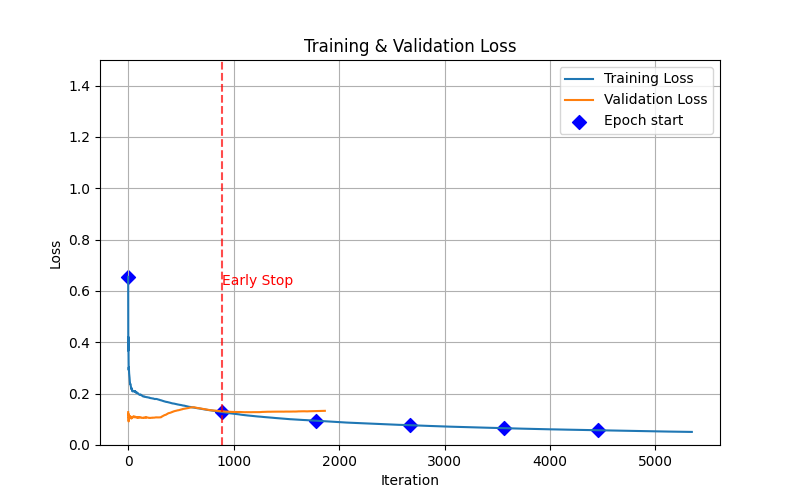 Training & Validation Loss
Training Loss
Validation Loss
Epoch start
Early Stop
Loss
1.4
1.2
1.0
0.8
0.6
0.4
0.2
0.0
0 1000 2000 3000 4000 5000
Iteration